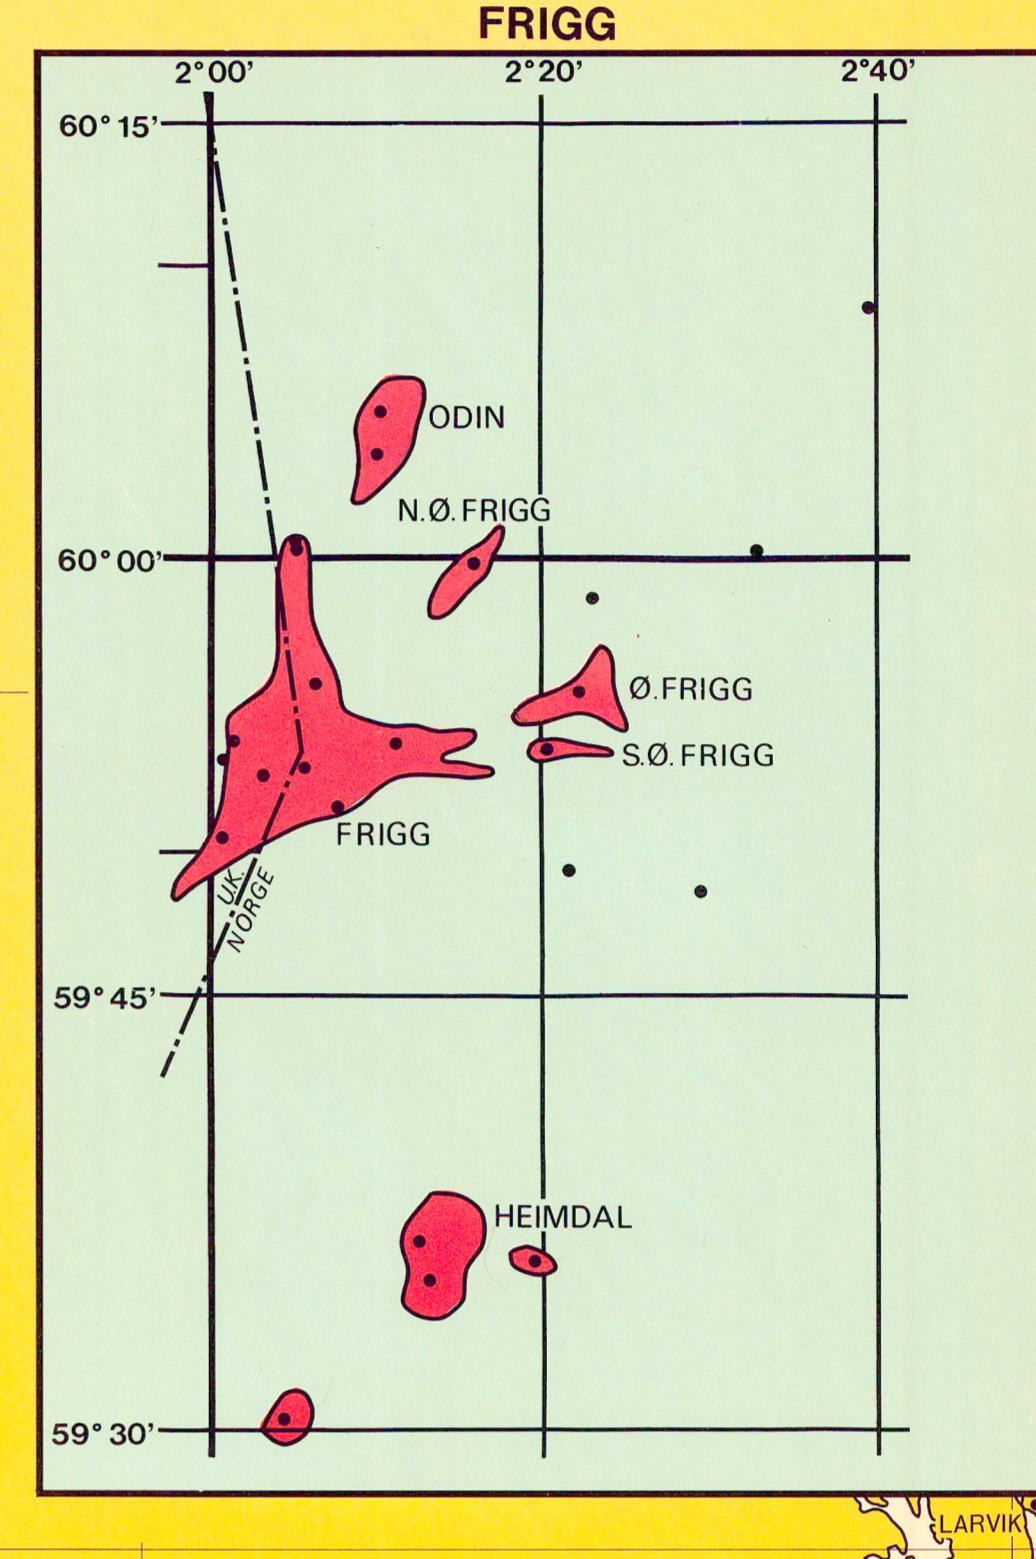 FRIGG
2°00' 2°20' 2°40'
60°15'
ODIN
N.Ø.FRIGG
60°00'
Ø.FRIGG
S.Ø.FRIGG
FRIGG
U.K.
NORGE
59°45'
HEIMDAL
59°30'
LARVIK